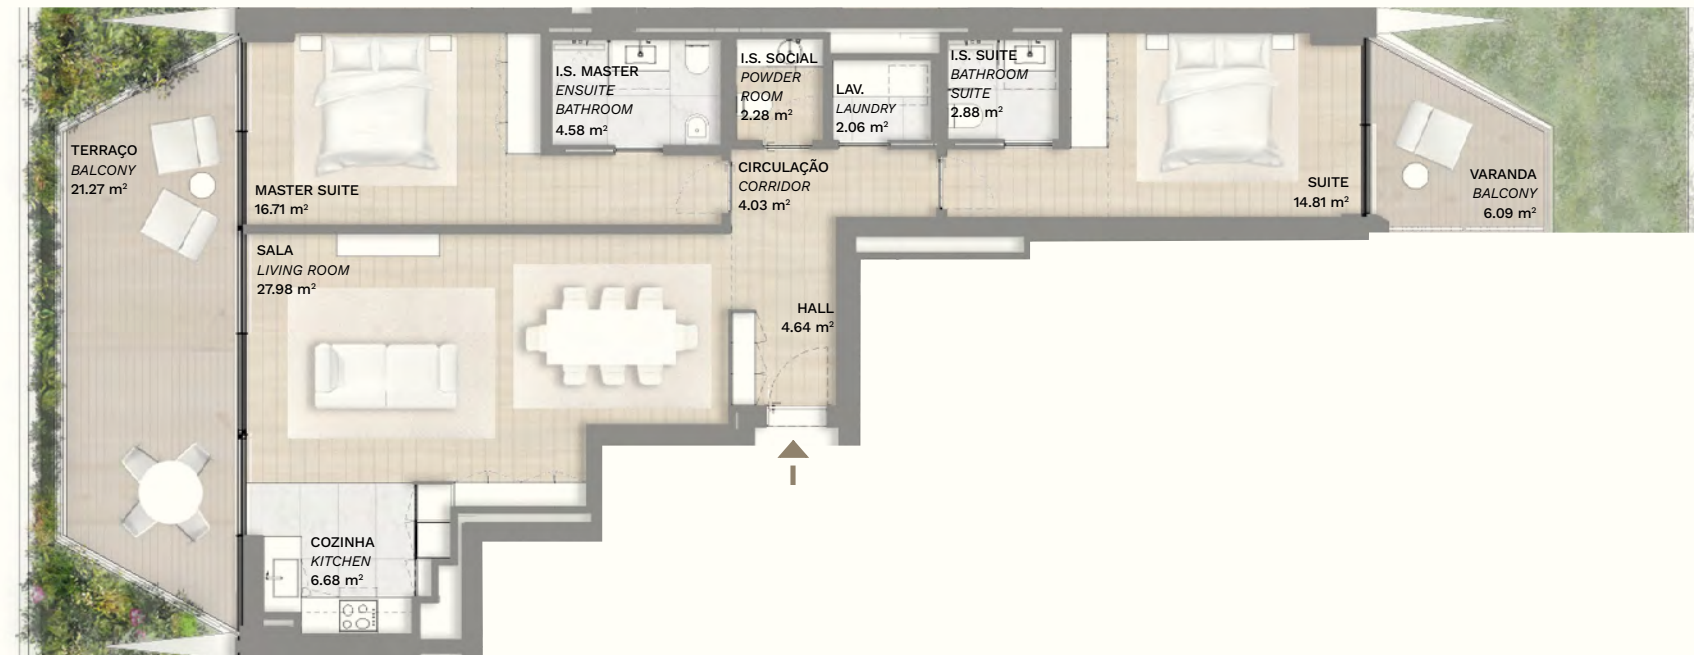 TERRAÇO
BALCONY
21.27 m²
MASTER SUITE
16.71 m²
I.S. MASTER
ENSUITE
BATHROOM
4.58 m²
I.S. SOCIAL
POWDER
ROOM
2.28 m²
LAV.
LAUNDRY
2.06 m²
I.S. SUITE
BATHROOM
SUITE
2.88 m²
CIRCULAÇÃO
CORRIDOR
4.03 m²
SUITE
14.81 m²
VARANDA
BALCONY
6.09 m²
SALA
LIVING ROOM
27.98 m²
HALL
4.64 m²
COZINHA
KITCHEN
6.68 m²